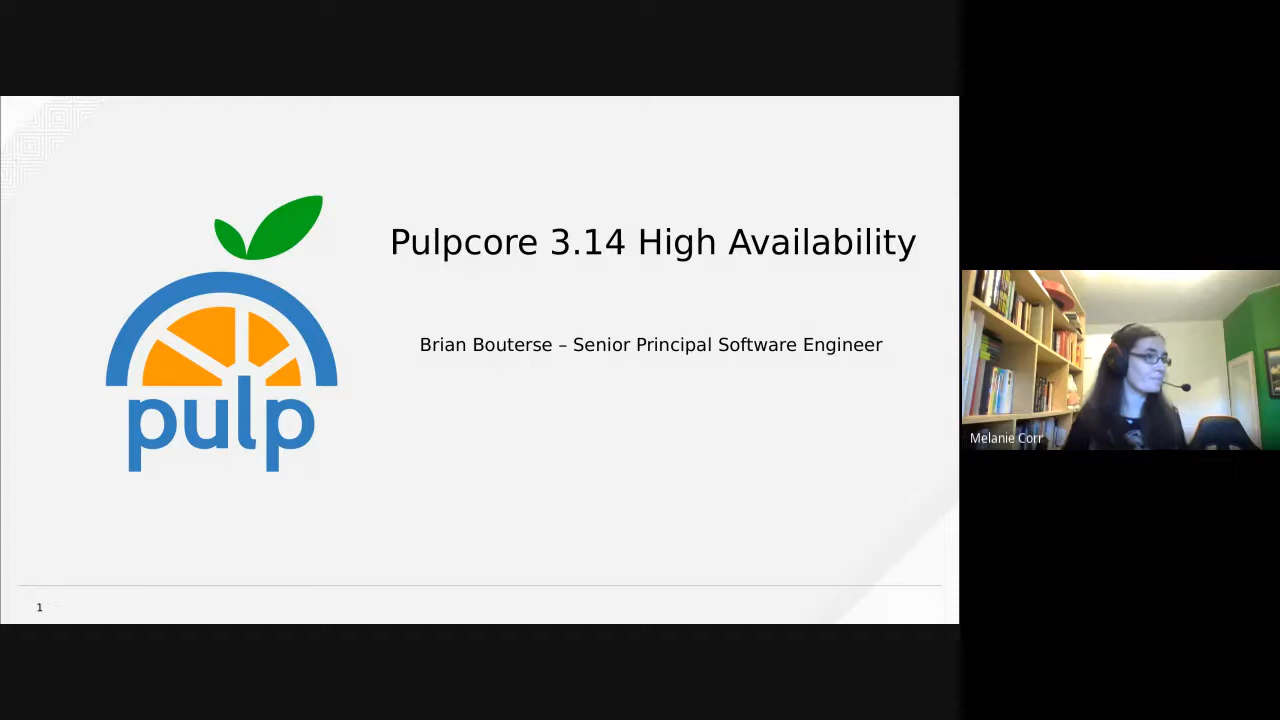 Pulpcore 3.14 High Availability
Brian Bouterse – Senior Principal Software Engineer
pulp
1
Melanie Corr